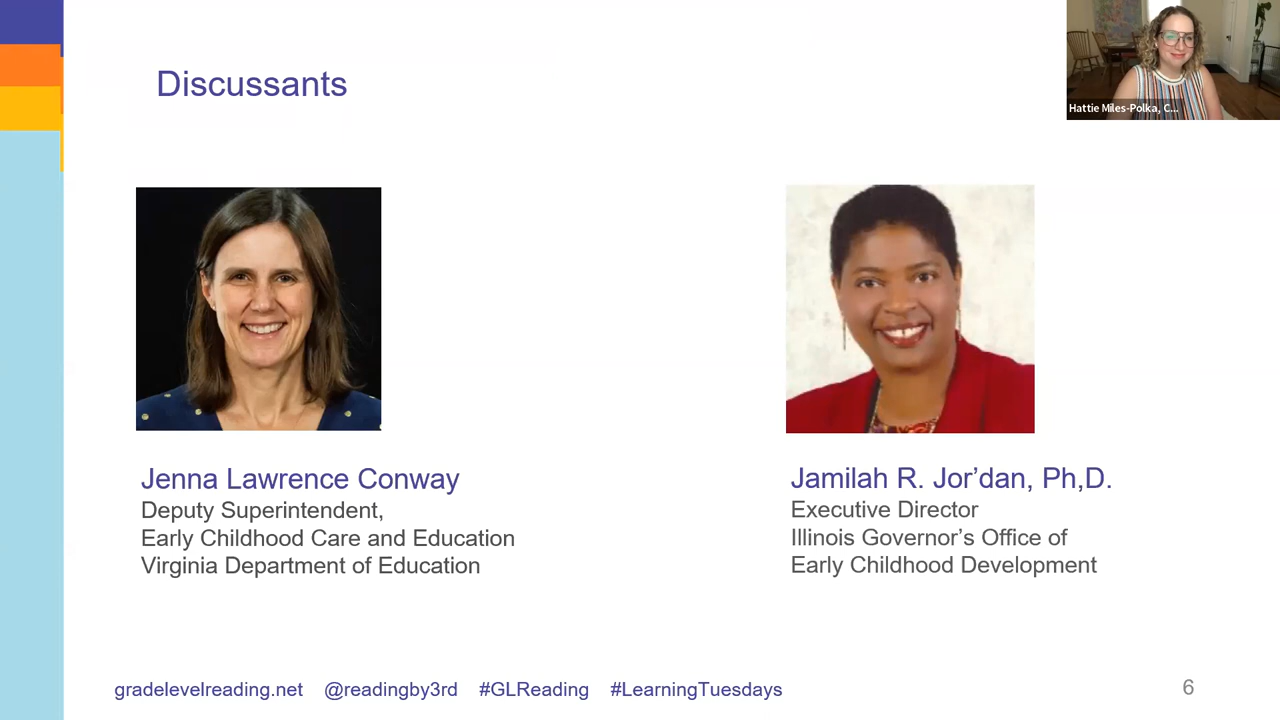 Discussants
Hattie Miles-Polka, C...
Jenna Lawrence Conway
Deputy Superintendent,
Early Childhood Care and Education
Virginia Department of Education
Jamilah R. Jor’dan, Ph,D.
Executive Director
Illinois Governor’s Office of
Early Childhood Development
gradelevelreading.net @readingby3rd #GLReading #LearningTuesdays
6